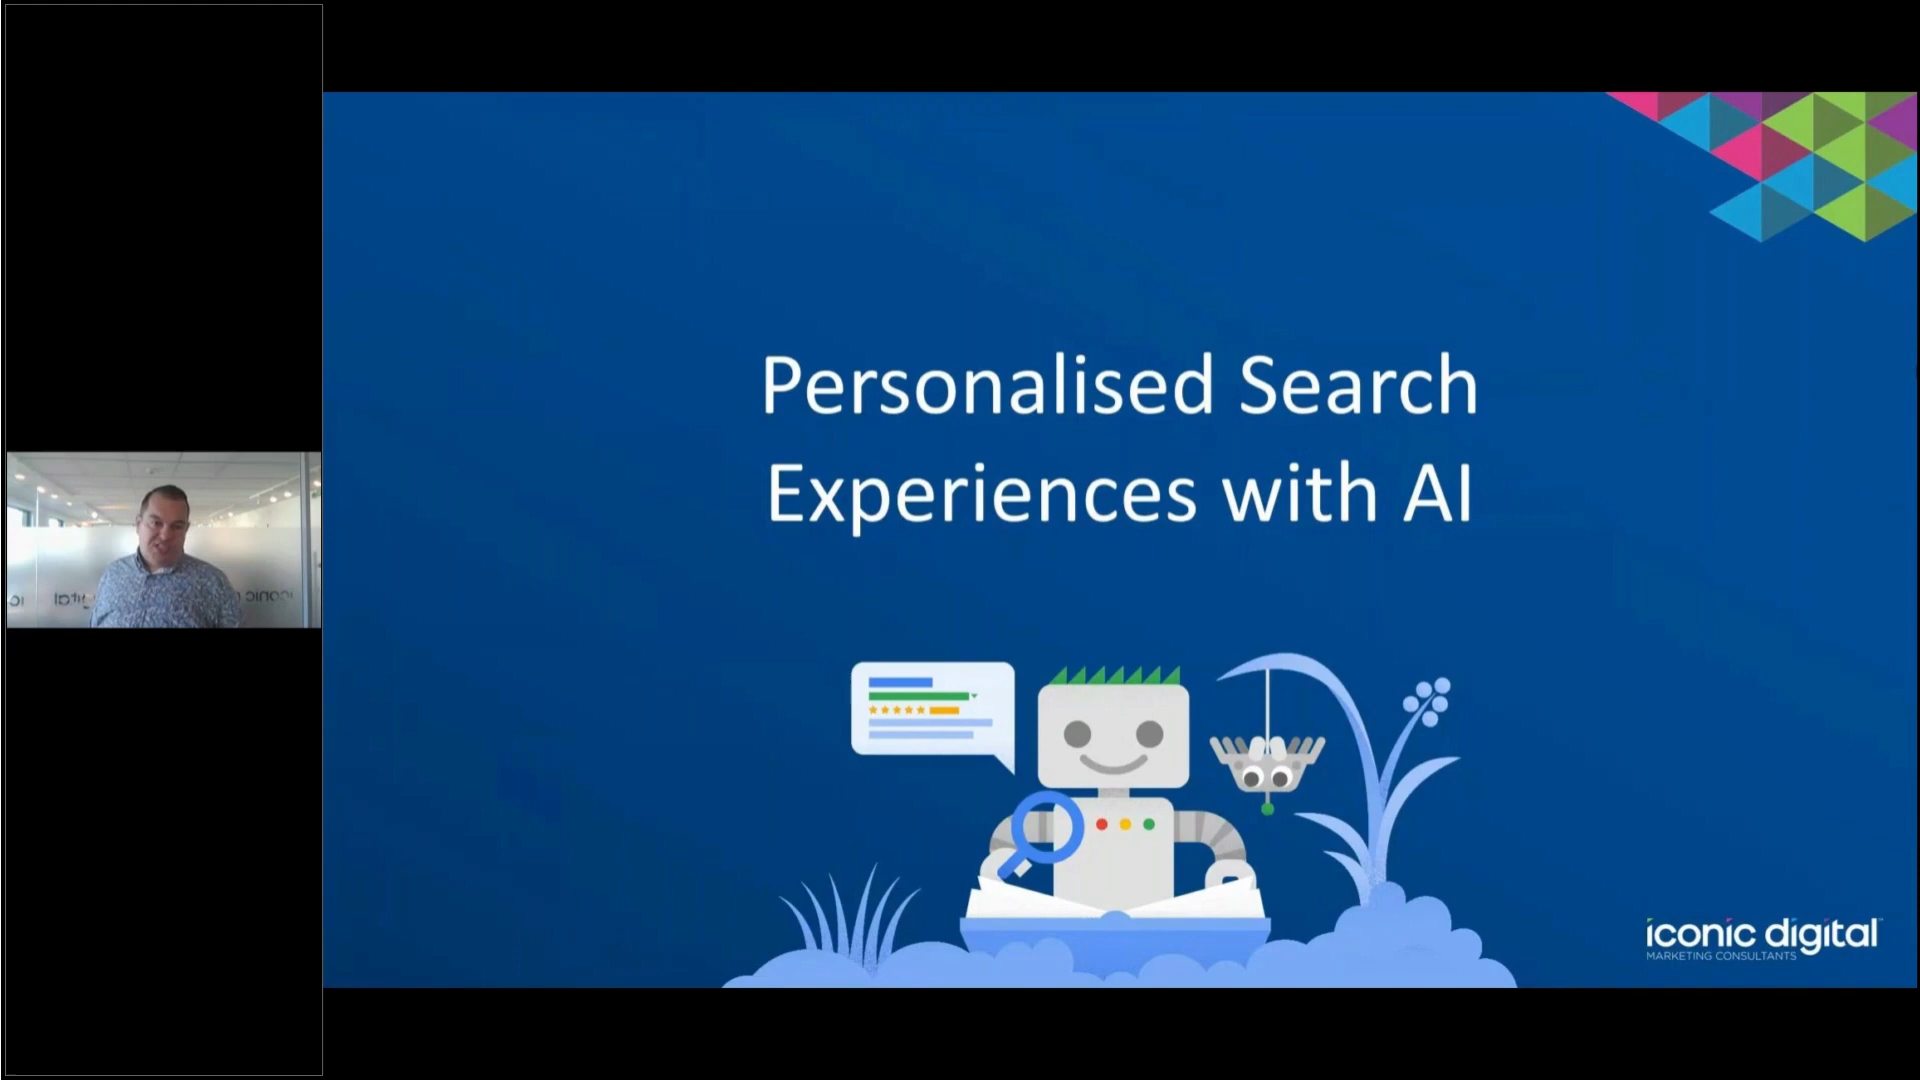 Personalised Search
Experiences with AI
iconic digital
MARKETING CONSULTANTS